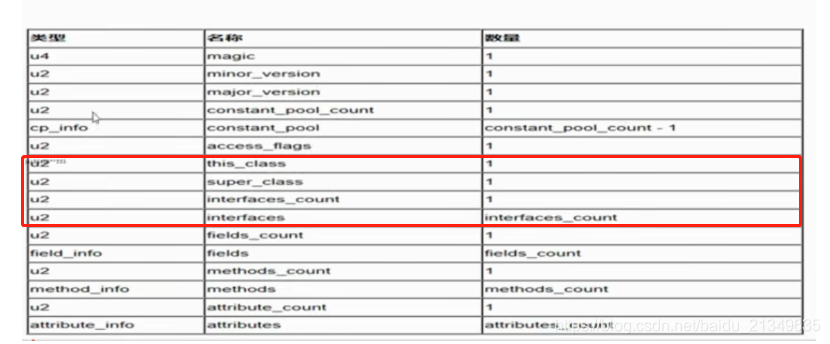 类型 名称 数量
u4 magic 1
u2 minor_version 1
u2 major_version 1
u2 constant_pool_count 1
cp_info constant_pool constant_pool_count - 1
u2 access_flags 1
u2 this_class 1
u2 super_class 1
u2 interfaces_count 1
u2 interfaces interfaces_count
u2 fields_count 1
field_info fields fields_count
u2 methods_count 1
method_info methods methods_count
u2 attribute_count 1
attribute_info attributes attributes_count
https://blog.csdn.net/baidu_21349635